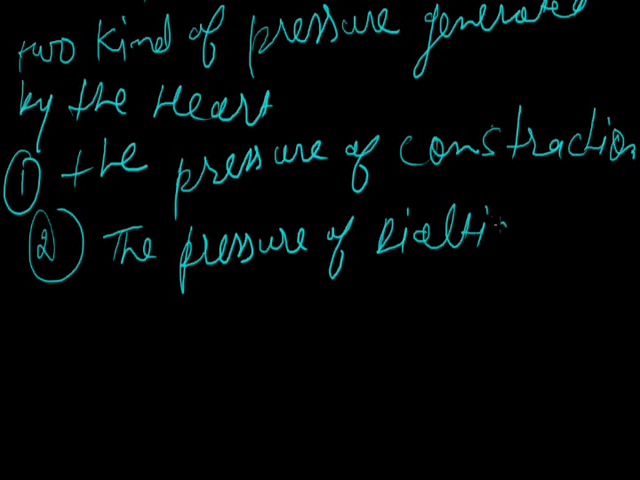 two kind of pressure generated
by the Heart
① the pressure of constraction
② The pressure of Dialti